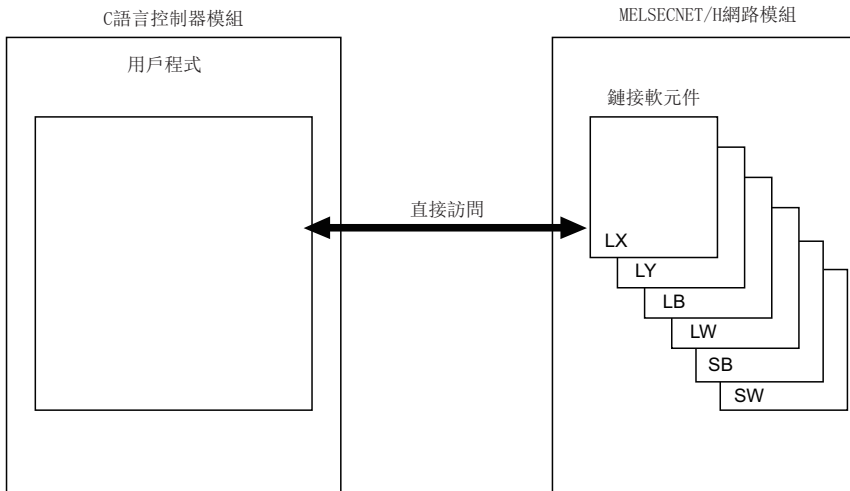 C語言控制器模組
MELSECNET/H網路模組
用戶程式
鏈接軟元件
直接訪問
LX
LY
LB
LW
SB
SW